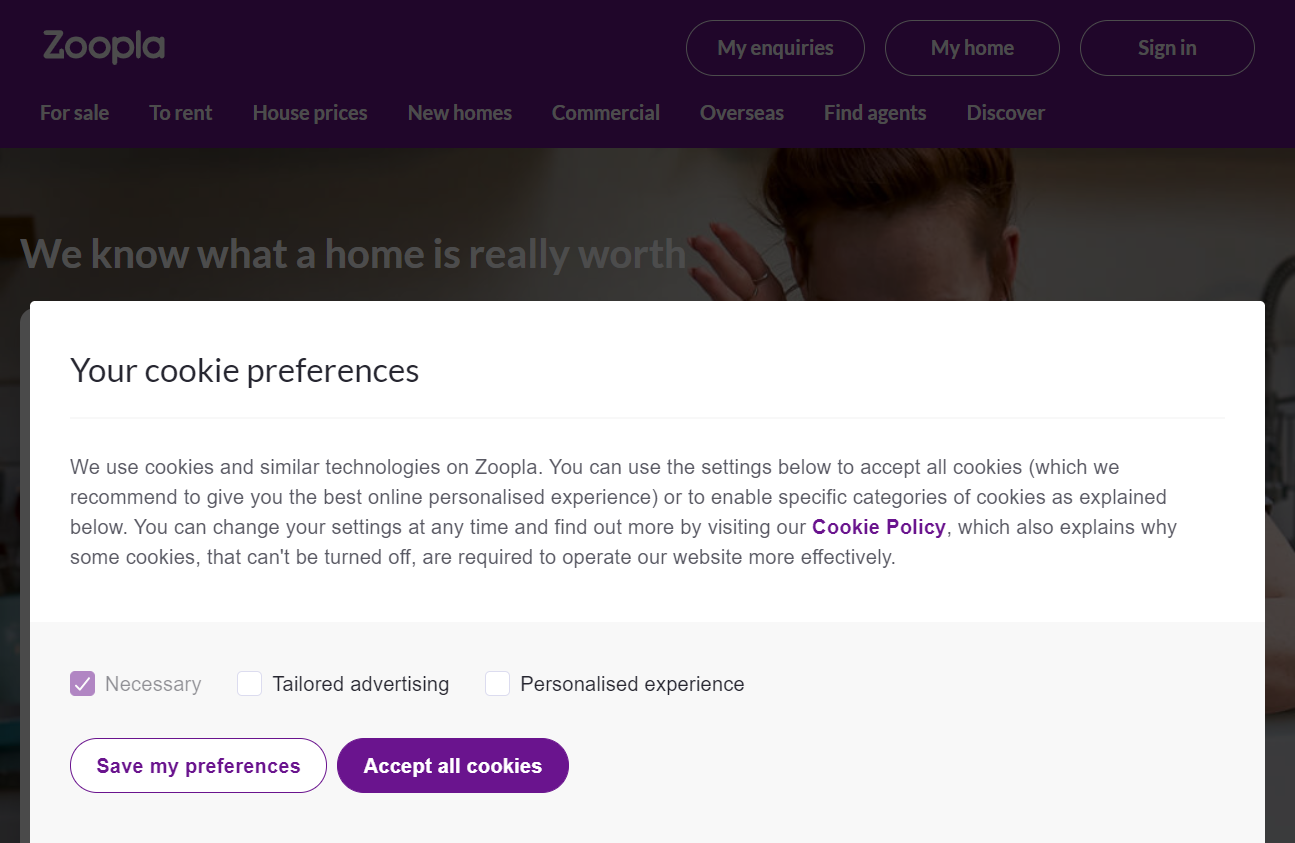 Zoopla
My enquiries
My home
Sign in
For sale
To rent
House prices
New homes
Commercial
Overseas
Find agents
Discover
We know what a home is really worth
Your cookie preferences
We use cookies and similar technologies on Zoopla. You can use the settings below to accept all cookies (which we
recommend to give you the best online personalised experience) or to enable specific categories of cookies as explained
below. You can change your settings at any time and find out more by visiting our Cookie Policy, which also explains why
some cookies, that can't be turned off, are required to operate our website more effectively.
Necessary
Tailored advertising
Personalised experience
Save my preferences
Accept all cookies